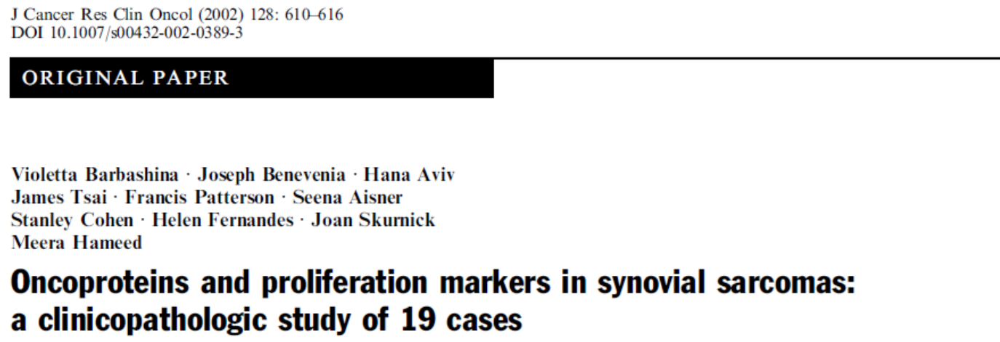 J Cancer Res Clin Oncol (2002) 128: 610–616
DOI 10.1007/s00432-002-0389-3
ORIGINAL PAPER
Violetta Barbashina · Joseph Benevenia · Hana Aviv
James Tsai · Francis Patterson · Seena Aisner
Stanley Cohen · Helen Fernandes · Joan Skurnick
Meera Hameed
Oncoproteins and proliferation markers in synovial sarcomas:
a clinicopathologic study of 19 cases